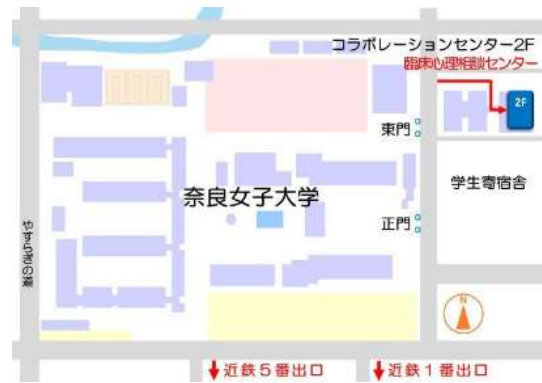 コラボレーションセンター2F
臨床心理相談センター
2F
東門
学生寄宿舎
奈良女子大学
正門
やすらぎの道
N
近鉄5番出口
近鉄1番出口